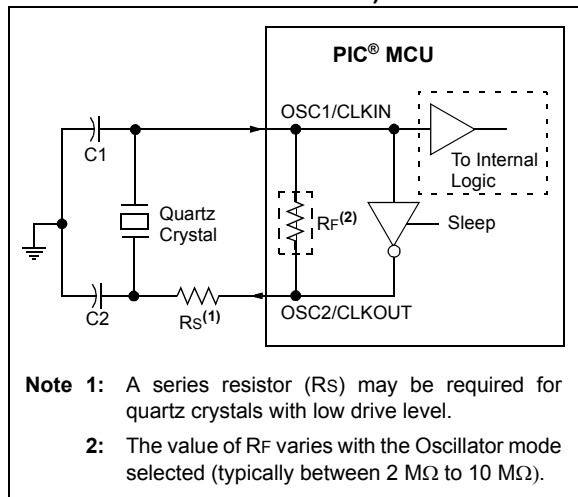 PIC® MCU
OSC1/CLKIN
C1
To Internal
Logic
Quartz
Crystal
RF(2)
Sleep
C2
RS(1)
OSC2/CLKOUT
Note 1: A series resistor (RS) may be required for
quartz crystals with low drive level.
2: The value of RF varies with the Oscillator mode
selected (typically between 2 MΩ to 10 MΩ).